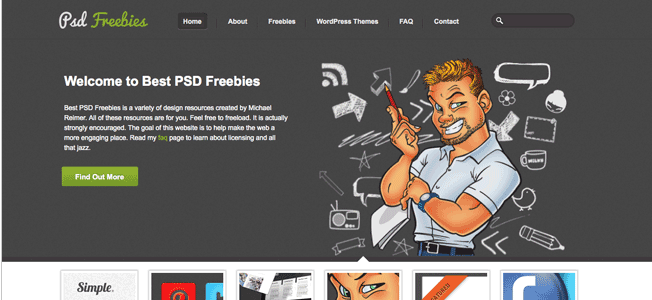 Psd Freebies
Home
About
Freebies
WordPress Themes
FAQ
Contact
Welcome to Best PSD Freebies
Best PSD Freebies is a variety of design resources created by Michael
Reimer. All of these resources are for you. Feel free to freeload. It is actually
strongly encouraged. The goal of this website is to help make the web a
more engaging place. Read my faq page to learn about licensing and all
that jazz.
Find Out More
Simple.
FEATURED